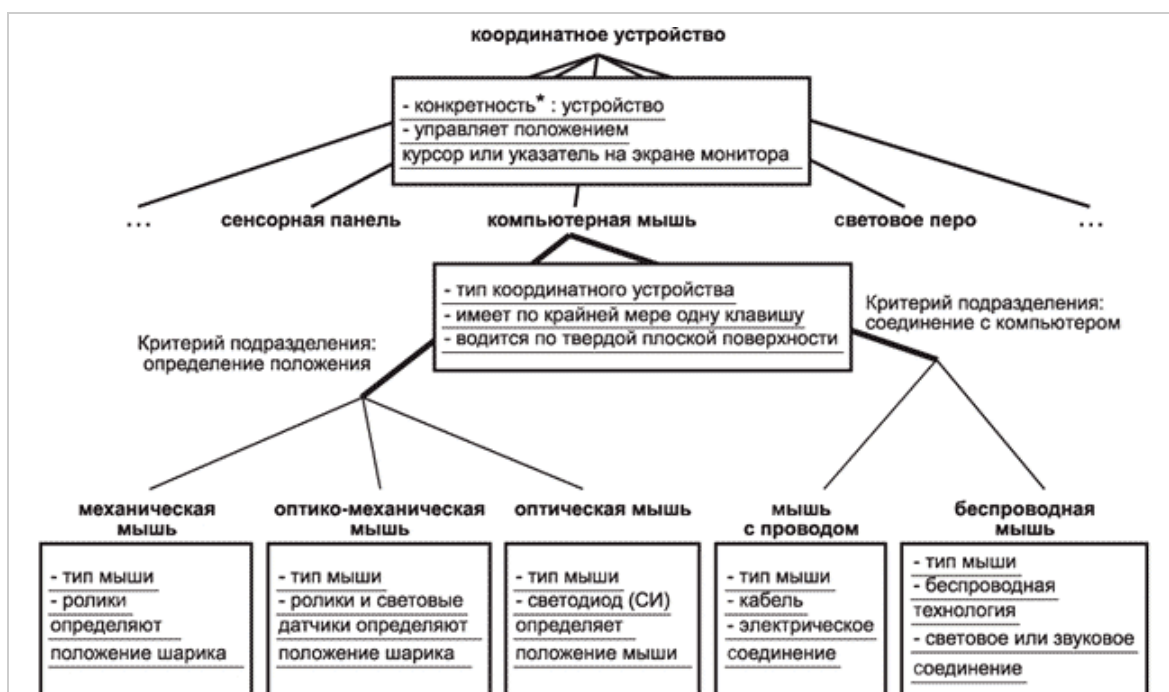 координатное устройство
- конкретность* : устройство
- управляет положением
курсор или указатель на экране монитора
...
сенсорная панель
компьютерная мышь
световое перо
...
- тип координатного устройства
- имеет по крайней мере одну клавишу
- водится по твердой плоской поверхности
Критерий подразделения:
соединение с компьютером
Критерий подразделения:
определение положения
механическая
мышь
- тип мыши
- ролики
определяют
положение шарика
оптико-механическая
мышь
- тип мыши
- ролики и световые
датчики определяют
положение шарика
оптическая мышь
- тип мыши
- светодиод (СИ)
определяет
положение мыши
мышь
с проводом
- тип мыши
- кабель
- электрическое
соединение
беспроводная
мышь
- тип мыши
- беспроводная
технология
- световое или звуковое
соединение